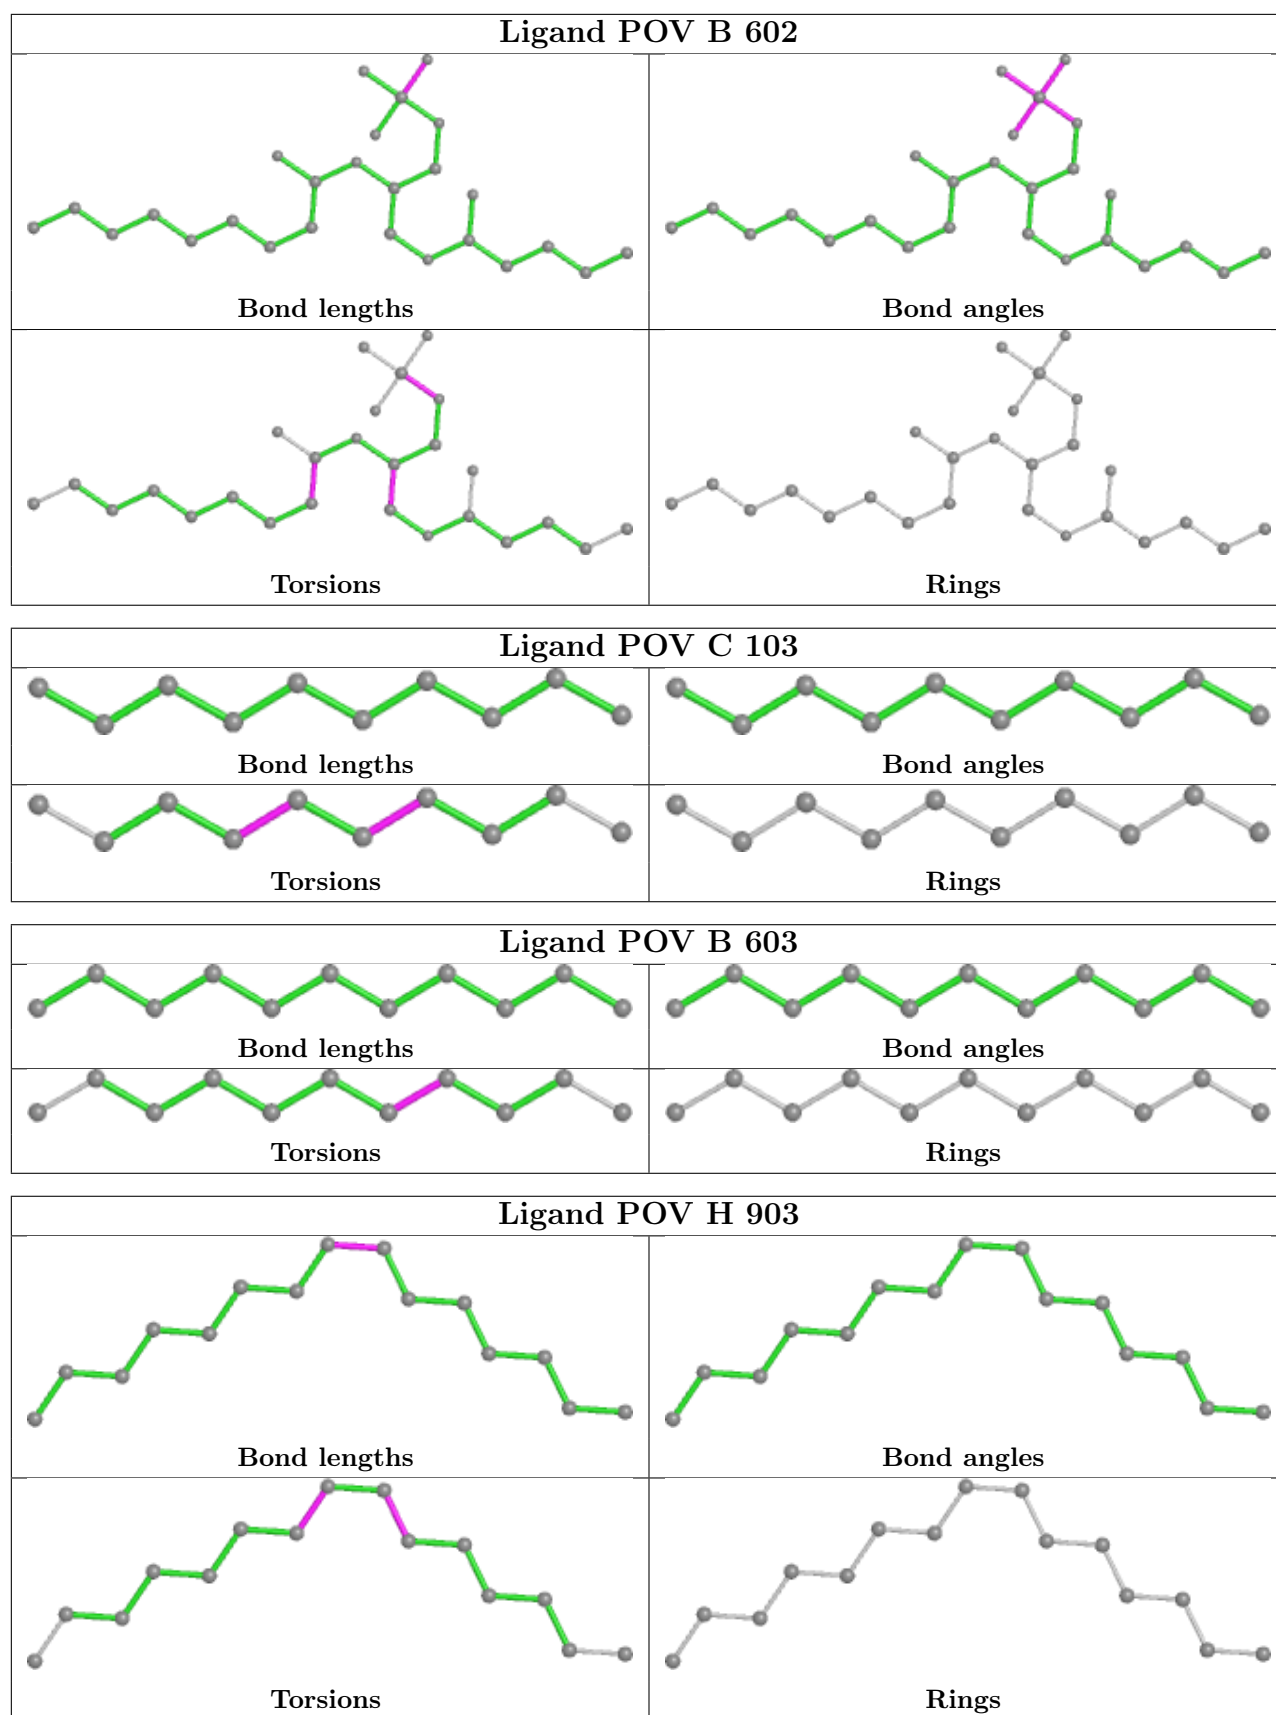 Ligand POV B 602
Bond lengths
Bond angles
Torsions
Rings
Ligand POV C 103
Bond lengths
Bond angles
Torsions
Rings
Ligand POV B 603
Bond lengths
Bond angles
Torsions
Rings
Ligand POV H 903
Bond lengths
Bond angles
Torsions
Rings